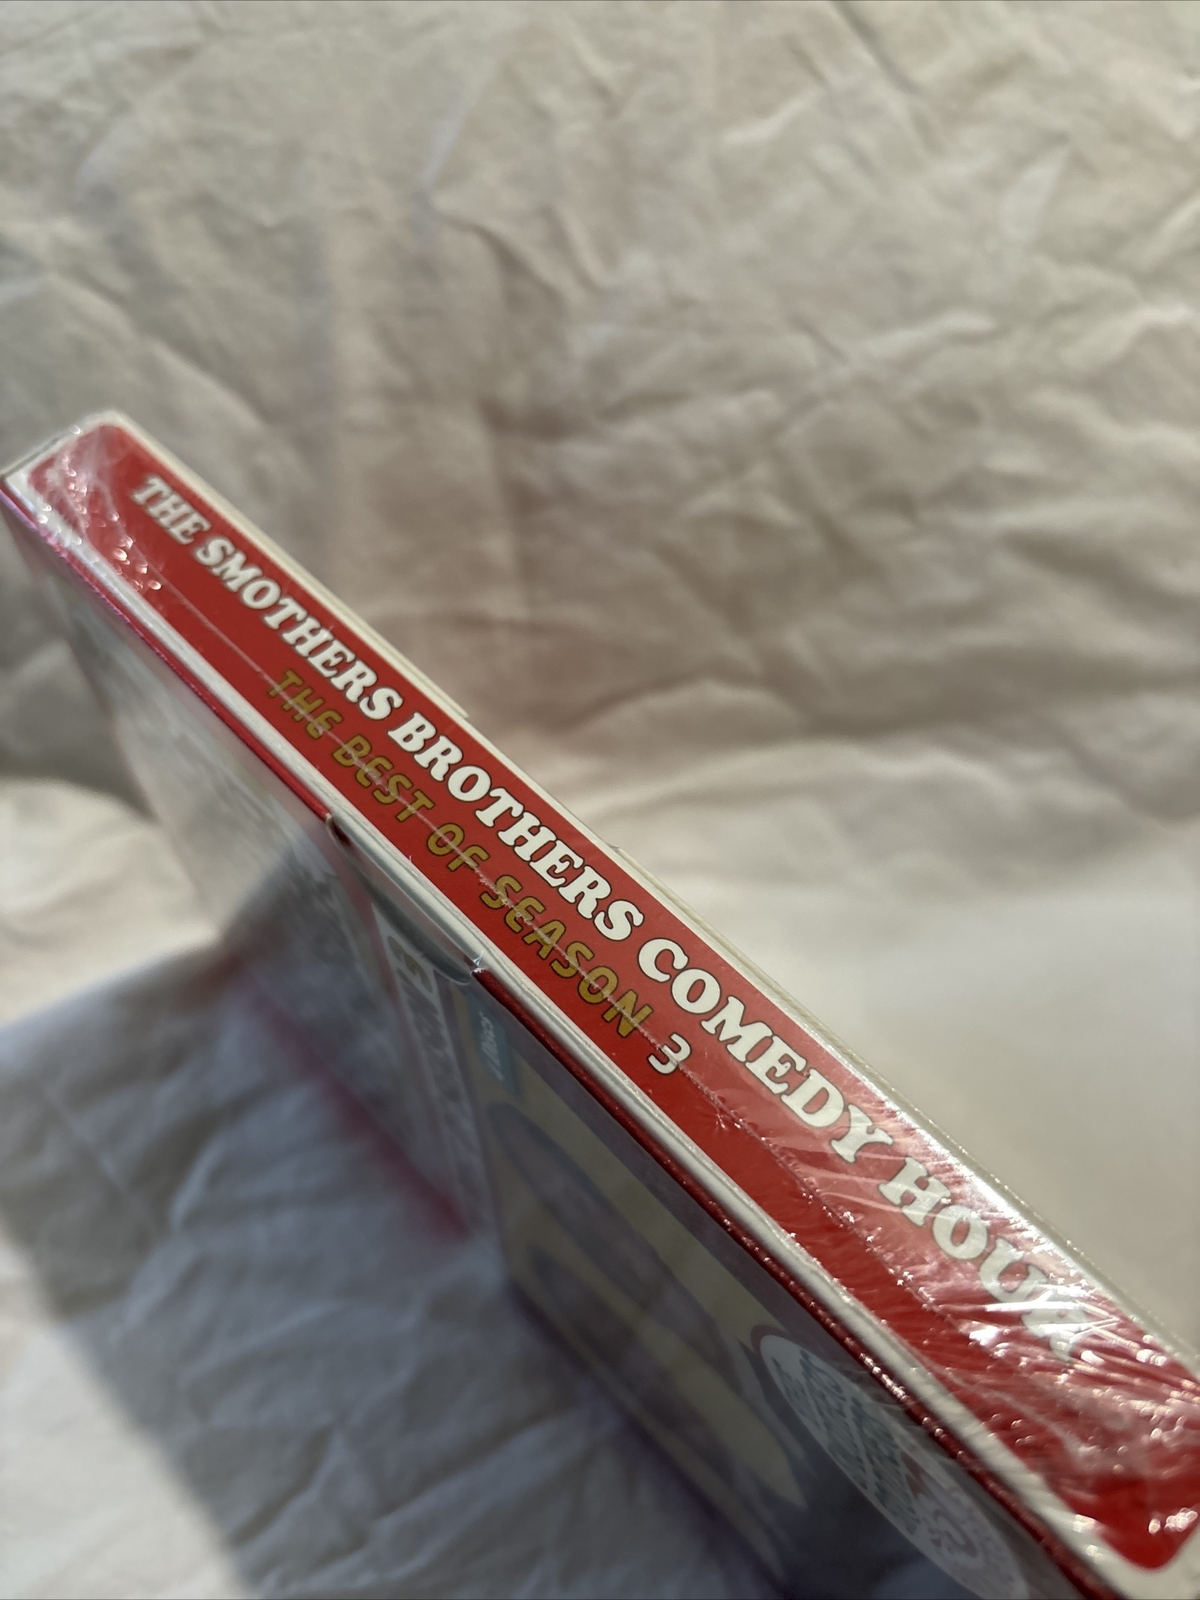 THE SMOTHERS BROTHERS COMEDY HOUR
THE BEST OF SEASON 3